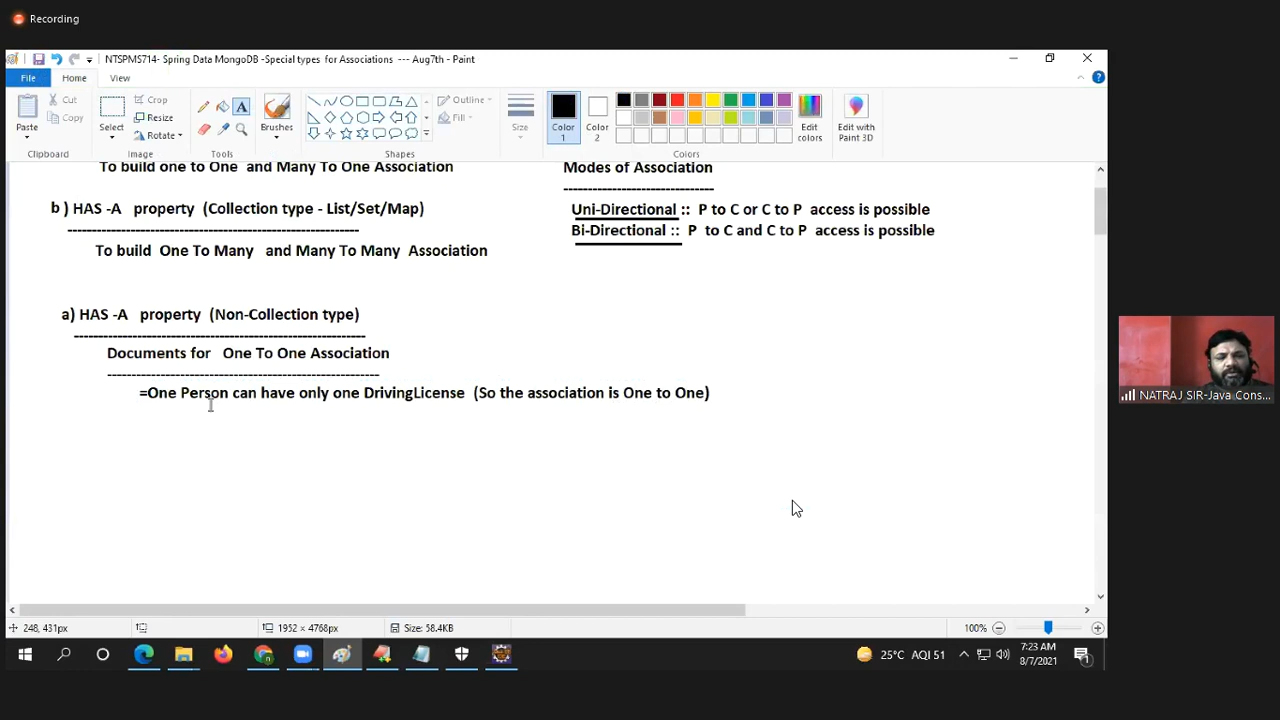 Recording
NTSPMS714- Spring Data MongoDB -Special types for Associations --- Aug7th - Paint
File Home View
Paste
Cut
Copy
Clipboard
Select
Crop
Resize
Rotate
Image
Tools
Brushes
Outline
Fill
Shapes
Size
Color 1
Color 2
Edit colors
Colors
Edit with Paint 3D
To build one to One and Many To One Association
b ) HAS -A property (Collection type - List/Set/Map)
--------------------------------------------------------
To build One To Many and Many To Many Association
Modes of Association
-----------------------------
Uni-Directional :: P to C or C to P access is possible
Bi-Directional :: P to C and C to P access is possible
a) HAS -A property (Non-Collection type)
--------------------------------------------------------
Documents for One To One Association
----------------------------------------------------
=One Person can have only one DrivingLicense (So the association is One to One)
NATRAJ SIR-Java Cons...
248, 431px
1952 × 4768px
Size: 58.4KB
100%
25°C AQI 51
7:23 AM
8/7/2021
1